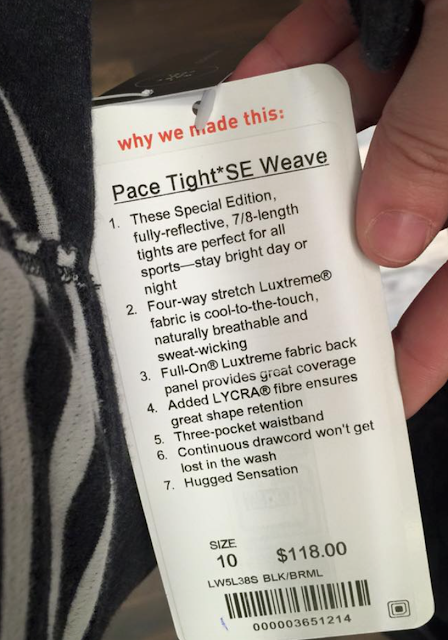 why we made this:
Pace Tight*SE Weave
1. These Special Edition,
fully-reflective, 7/8-length
tights are perfect for all
sports—stay bright day or
night
2. Four-way stretch Luxtreme®
fabric is cool-to-the-touch,
naturally breathable and
sweat-wicking
3. Full-On® Luxtreme fabric back
panel provides great coverage
4. Added LYCRA® fibre ensures
great shape retention
5. Three-pocket waistband
6. Continuous drawcord won't get
lost in the wash
7. Hugged Sensation
SIZE
10 $118.00
LW5L38S BLK/BRML
000003651214